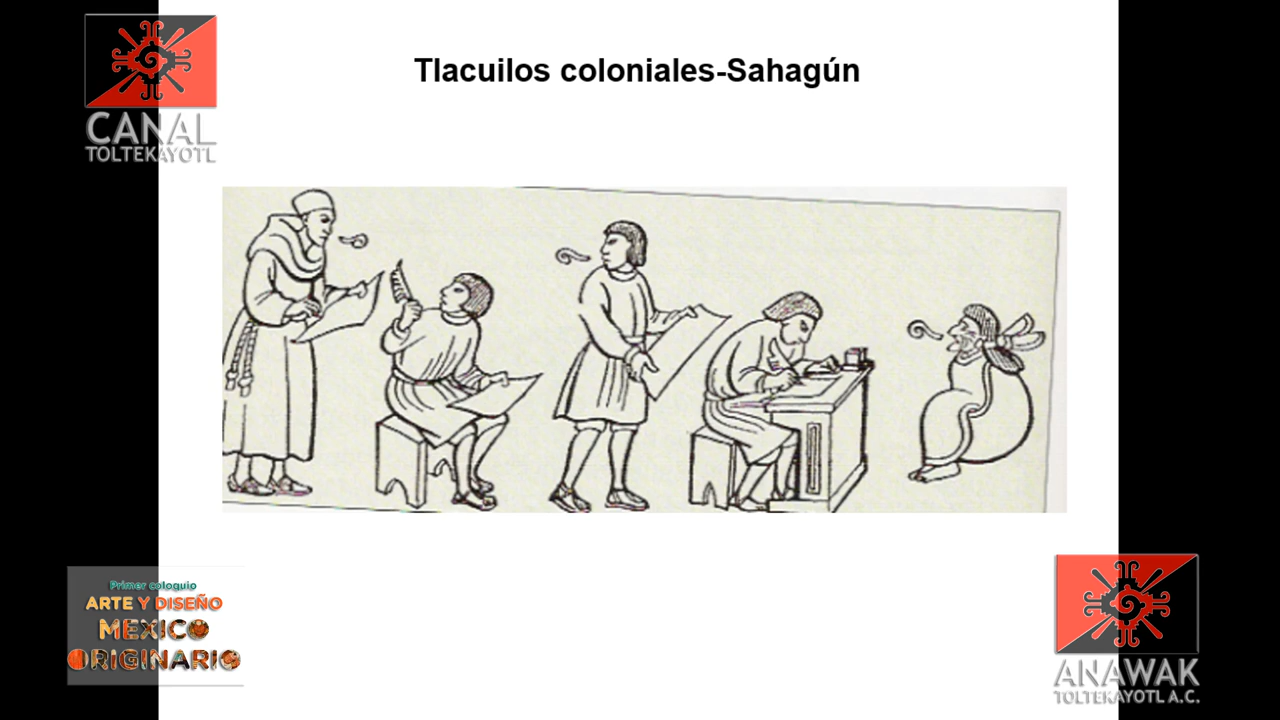 CANAL
TOLTEKAYOTL
Tlacuilos coloniales-Sahagún
Primer coloquio
ARTE Y DISEÑO
MEXICO
ORIGINARIO
ANAWAK
TOLTEKAYOTL A.C.